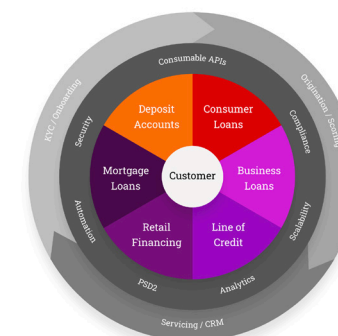 Consumable APIs
KYC / Onboarding
Origination / Scoring
Security
Compliance
Deposit
Accounts
Consumer
Loans
Mortgage
Loans
Customer
Business
Loans
Retail
Financing
Line of
Credit
Automation
Scalability
PSD2
Analytics
Servicing / CRM